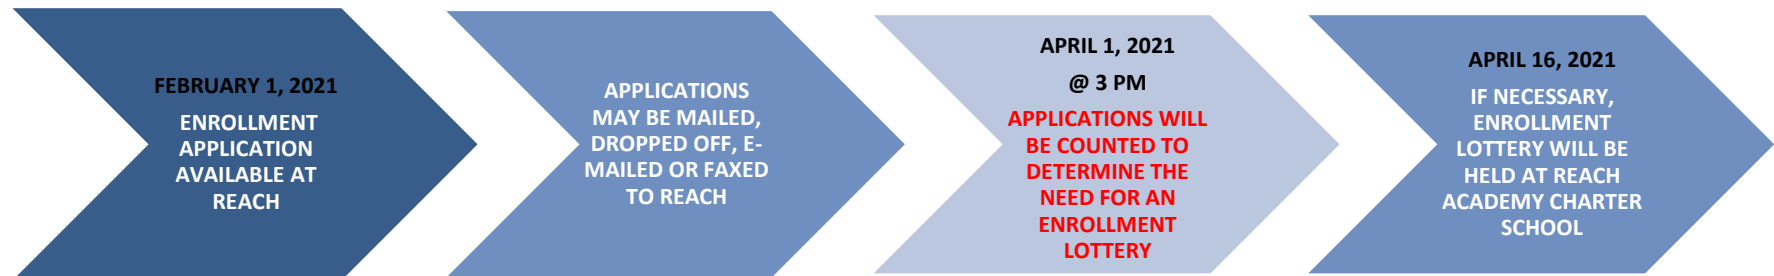 FEBRUARY 1, 2021
ENROLLMENT
APPLICATION
AVAILABLE AT
REACH
APPLICATIONS
MAY BE MAILED,
DROPPED OFF, E-
MAILED OR FAXED
TO REACH
APRIL 1, 2021
@ 3 PM
APPLICATIONS WILL
BE COUNTED TO
DETERMINE THE
NEED FOR AN
ENROLLMENT
LOTTERY
APRIL 16, 2021
IF NECESSARY,
ENROLLMENT
LOTTERY WILL BE
HELD AT REACH
ACADEMY CHARTER
SCHOOL